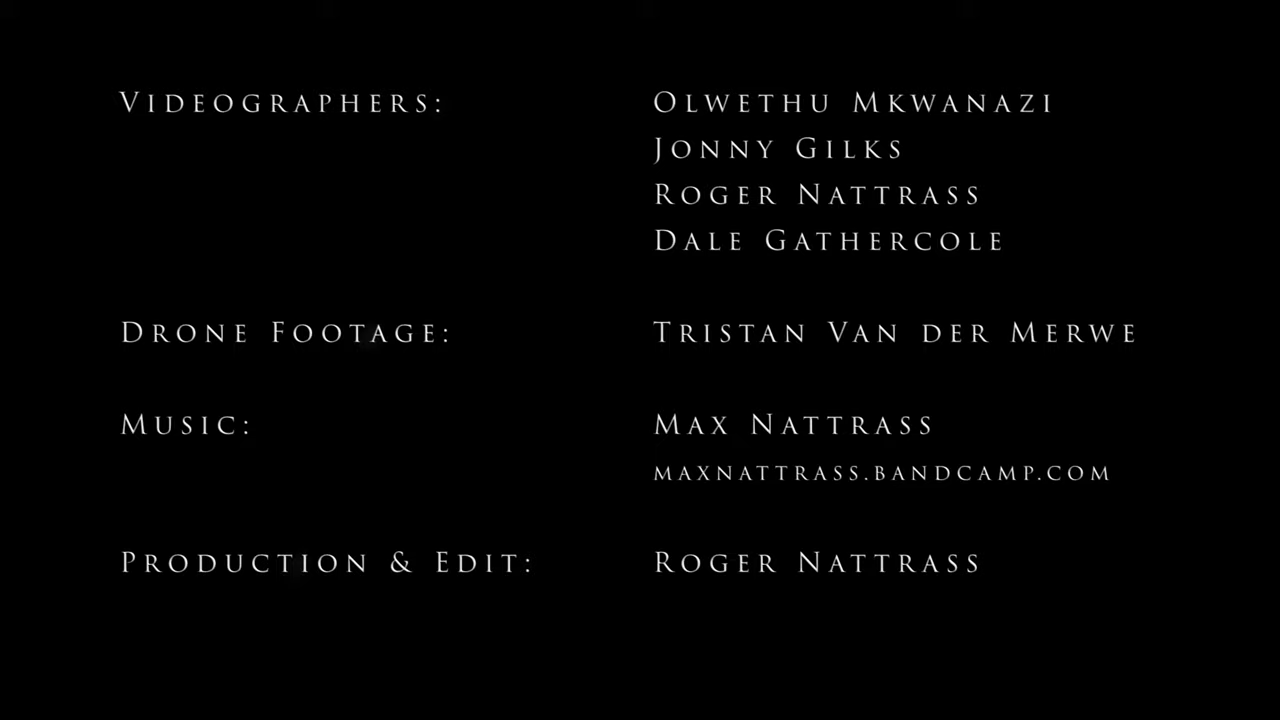 Videographers: Olwethu Mkwanazi
Jonny Gilks
Roger Nattrass
Dale Gathercole
Drone Footage: Tristan Van der Merwe
Music: Max Nattrass
maxnattrass.bandcamp.com
Production & Edit: Roger Nattrass